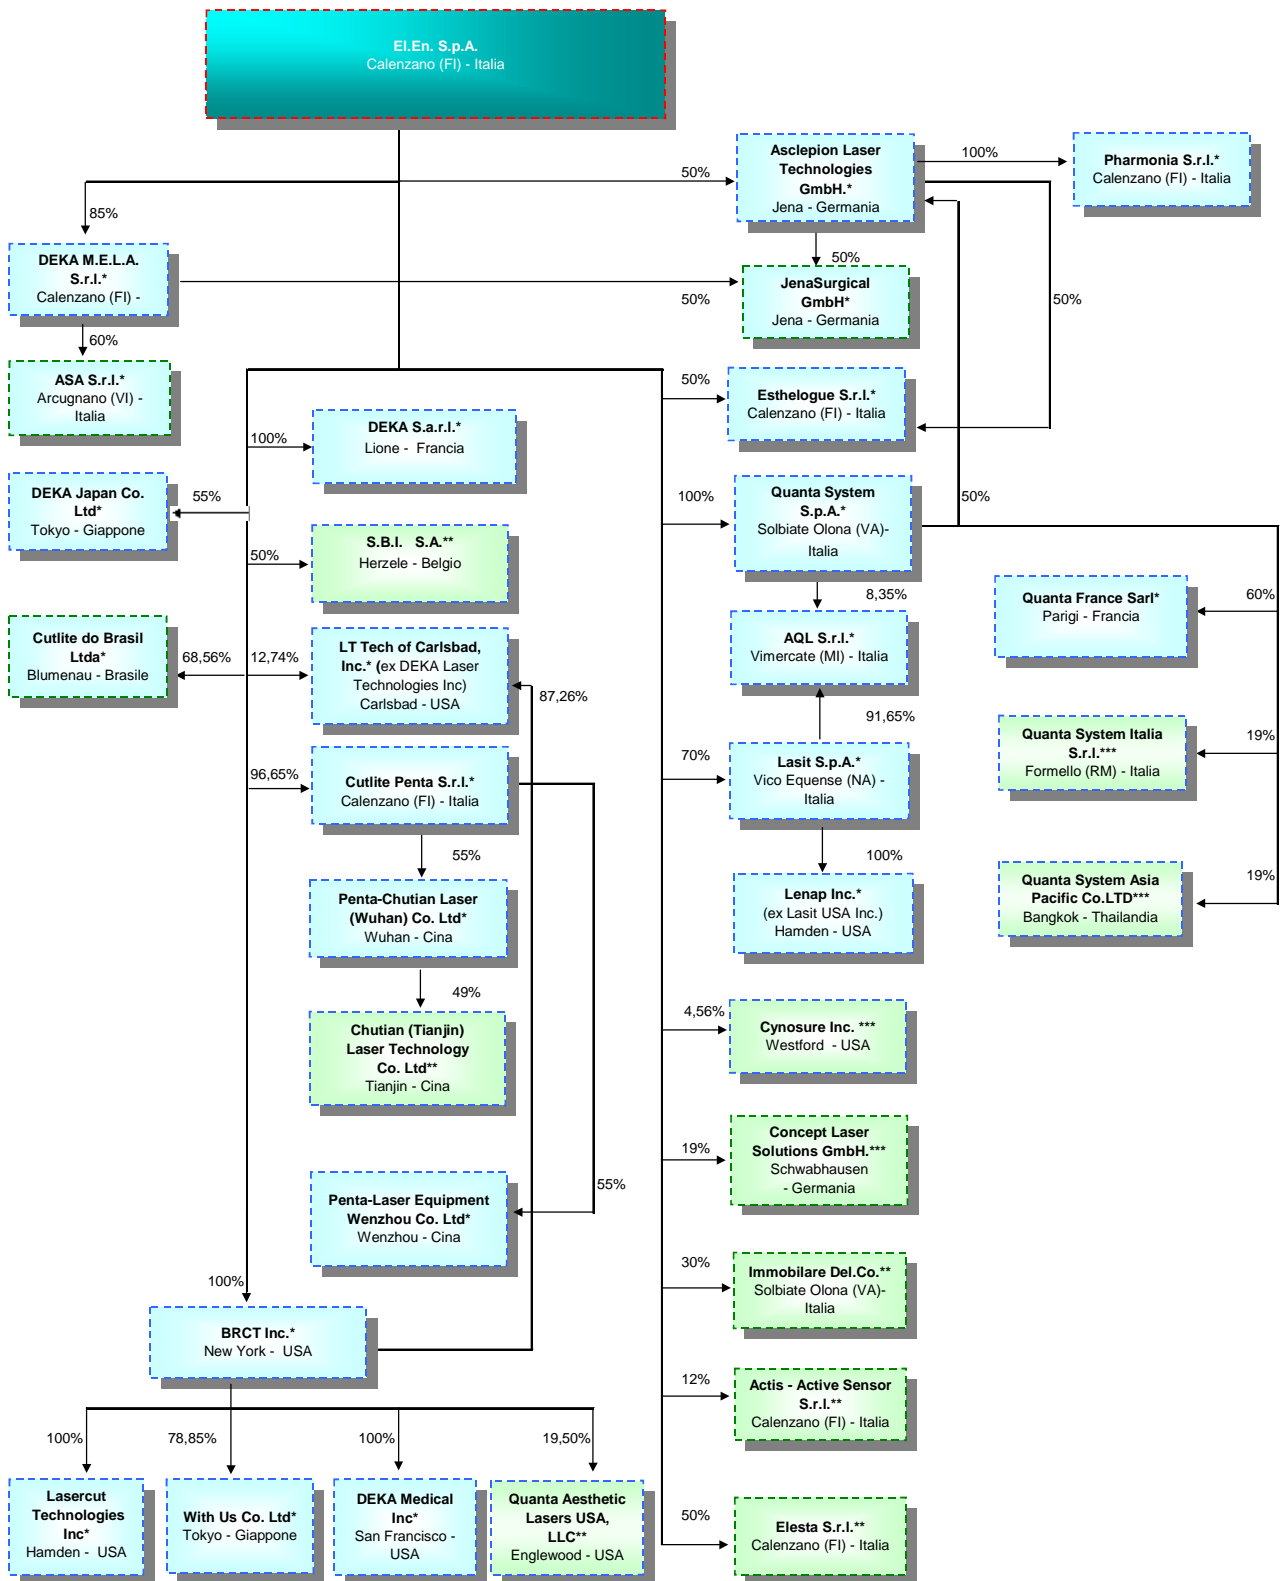 El.En. S.p.A.
Calenzano (FI) - Italia
50%
Asclepion Laser
Technologies
GmbH.*
Jena - Germania
100%
Pharmonia S.r.l.*
Calenzano (FI) - Italia
85%
DEKA M.E.L.A.
S.r.l.*
Calenzano (FI) -
50%
50%
JenaSurgical
GmbH*
Jena - Germania
50%
60%
ASA S.r.l.*
Arcugnano (VI) -
Italia
50%
Esthelogue S.r.l.*
Calenzano (FI) - Italia
100%
DEKA S.a.r.l.*
Lione - Francia
DEKA Japan Co.
Ltd*
Tokyo - Giappone
55%
100%
Quanta System
S.p.A.*
Solbiate Olona (VA)-
Italia
50%
50%
S.B.I. S.A.**
Herzele - Belgio
8,35%
AQL S.r.l.*
Vimercate (MI) - Italia
Quanta France Sarl*
Parigi - Francia
60%
Cutlite do Brasil
Ltda*
Blumenau - Brasile
68,56%
12,74%
LT Tech of Carlsbad,
Inc.* (ex DEKA Laser
Technologies Inc)
Carlsbad - USA
87,26%
91,65%
Quanta System Italia
S.r.l.***
Formello (RM) - Italia
19%
96,65%
Cutlite Penta S.r.l.*
Calenzano (FI) - Italia
70%
Lasit S.p.A.*
Vico Equense (NA) -
Italia
55%
100%
Penta-Chutian Laser
(Wuhan) Co. Ltd*
Wuhan - Cina
Lenap Inc.*
(ex Lasit USA Inc.)
Hamden - USA
Quanta System Asia
Pacific Co.LTD***
Bangkok - Thailandia
19%
49%
Chutian (Tianjin)
Laser Technology
Co. Ltd**
Tianjin - Cina
4,56%
Cynosure Inc. ***
Westford - USA
19%
Concept Laser
Solutions GmbH.***
Schwabhausen
- Germania
55%
Penta-Laser Equipment
Wenzhou Co. Ltd*
Wenzhou - Cina
30%
Immobilare Del.Co.**
Solbiate Olona (VA)-
Italia
100%
BRCT Inc.*
New York - USA
12%
Actis - Active Sensor
S.r.l.**
Calenzano (FI) - Italia
100%
78,85%
100%
19,50%
Lasercut
Technologies
Inc*
Hamden - USA
With Us Co. Ltd*
Tokyo - Giappone
DEKA Medical
Inc*
San Francisco -
USA
Quanta Aesthetic
Lasers USA,
LLC**
Englewood - USA
50%
Elesta S.r.l.**
Calenzano (FI) - Italia